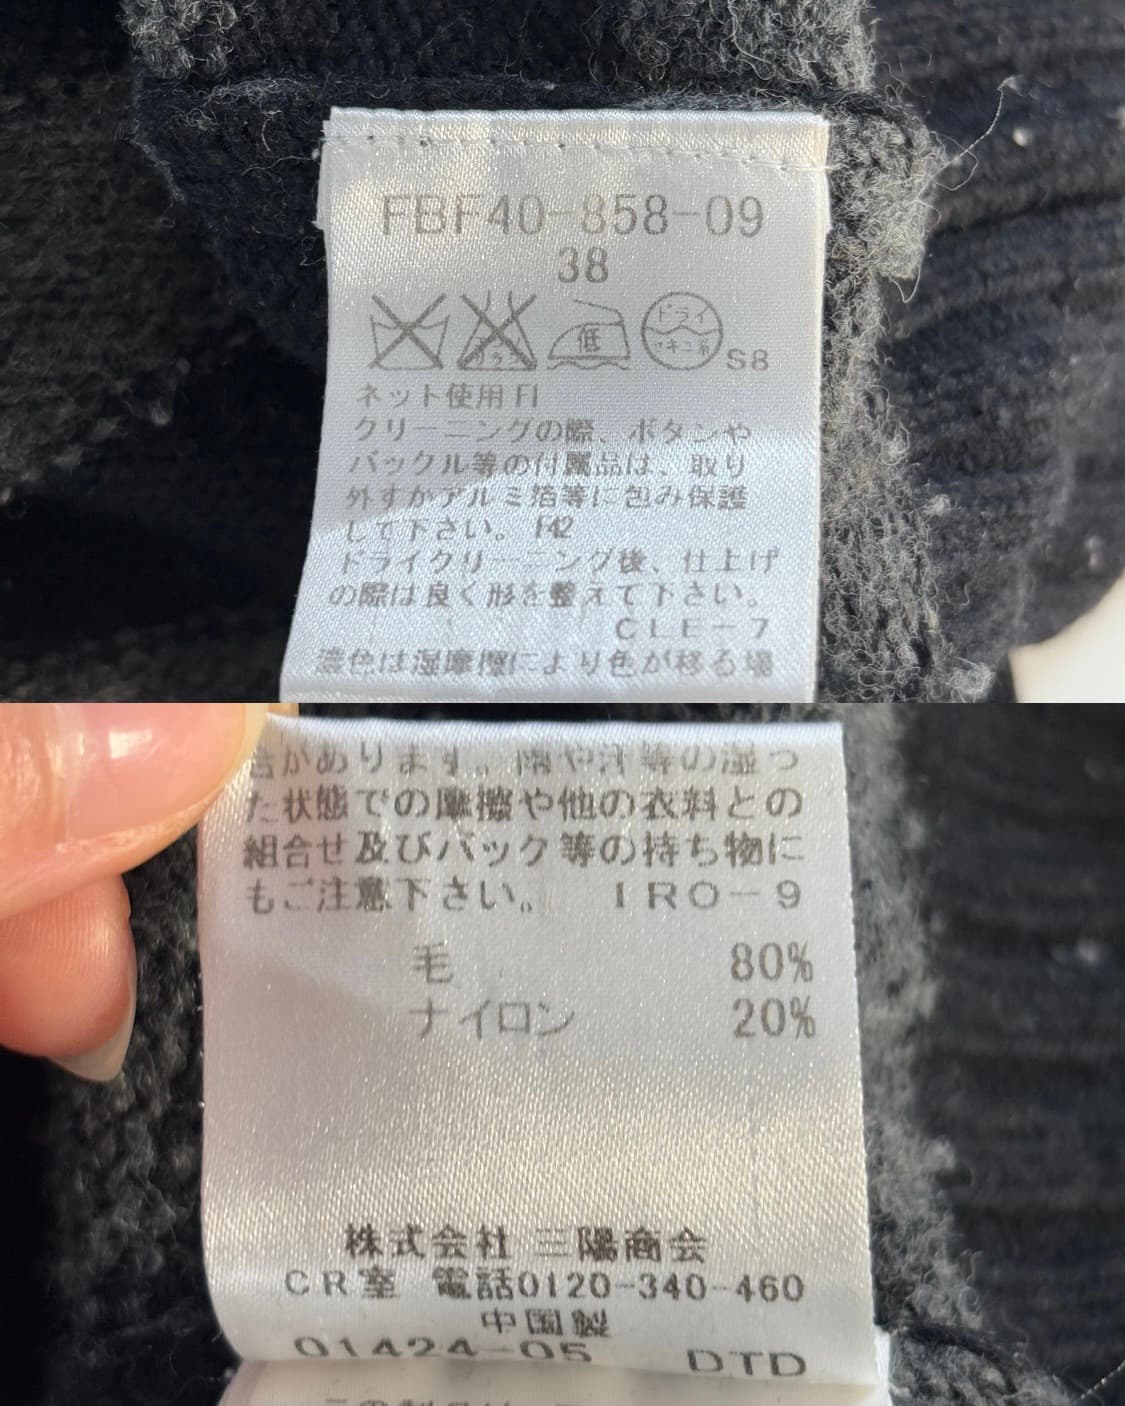 FBF40-858-09
38
低
ドライ
セキユ系
S8
ネット使用 FI
クリーニングの際、ボタンや
バックル等の付属品は、取り
外すかアルミ箔等に包み保護
して下さい。 F42
ドライクリーニング後、仕上げ
の際は良く形を整えて下さい。
CLE-7
濃色は湿摩擦により色が移る場
合があります。雨や汗等の湿っ
た状態での摩擦や他の衣料との
組合せ及びバック等の持ち物に
もご注意下さい。 IRO-9
毛 80%
ナイロン 20%
株式会社 三陽商会
CR室 電話0120-340-460
中国製
01424-05 DTD